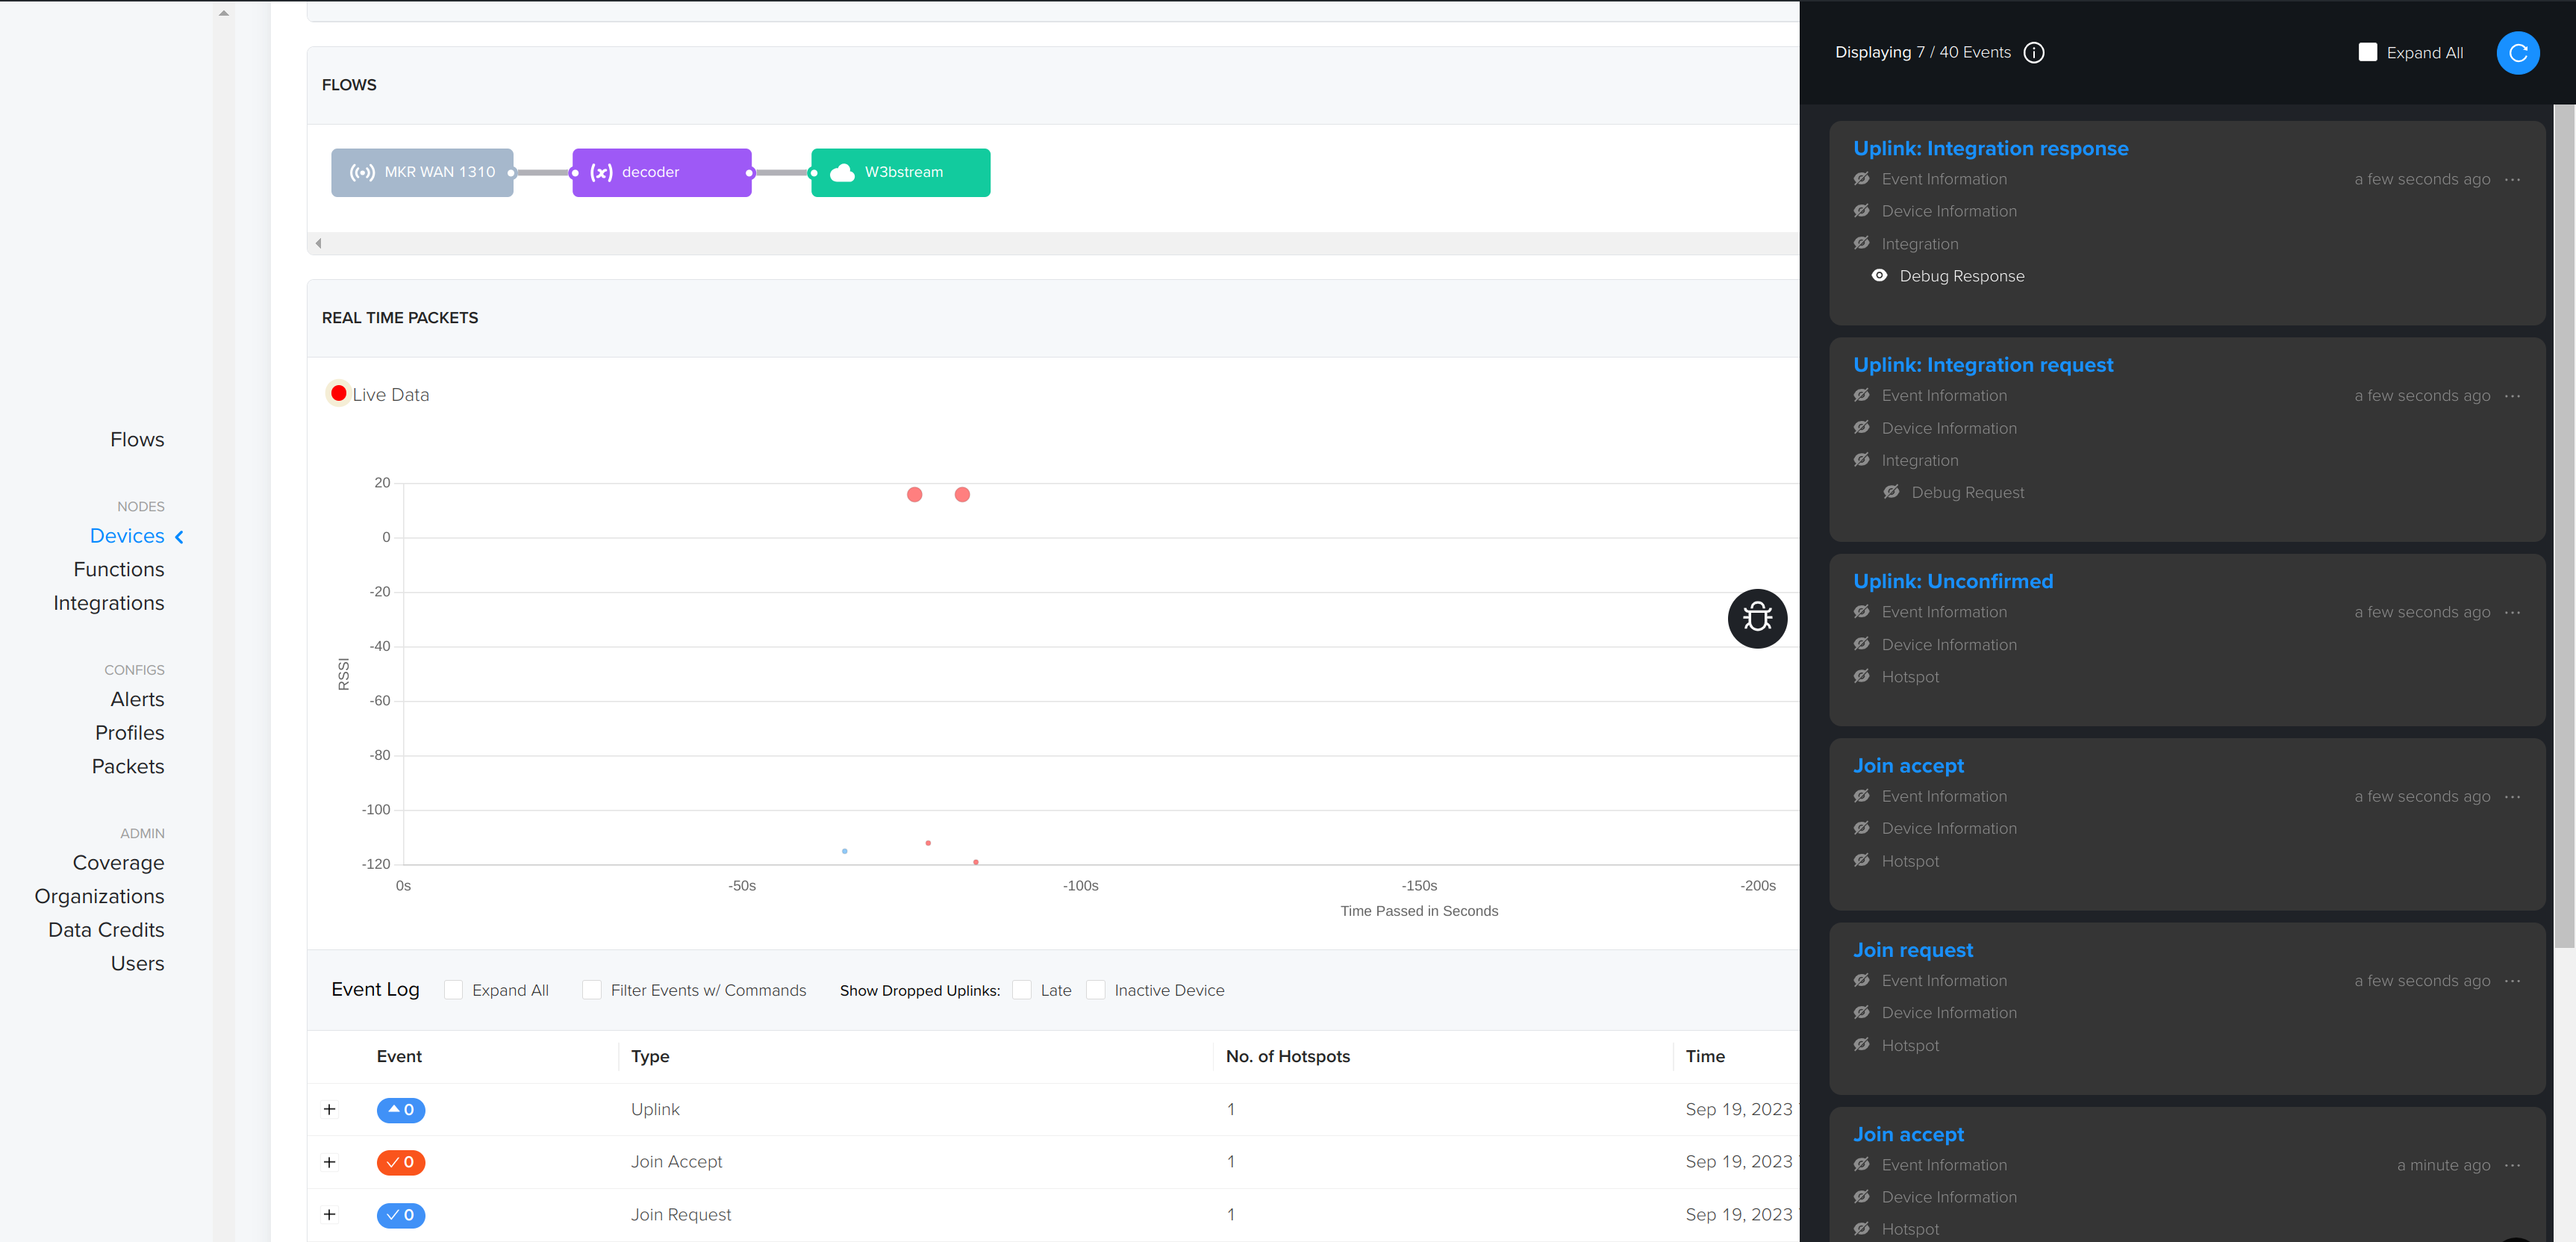 Flows
NODES
Devices
Functions
Integrations
CONFIGS
Alerts
Profiles
Packets
ADMIN
Coverage
Organizations
Data Credits
Users
FLOWS
MKR WAN 1310
(x) decoder
W3bstream
REAL TIME PACKETS
Live Data
20
0
-20
-40
-60
-80
-100
-120
RSSI
0s -50s -100s -150s -200s
Time Passed in Seconds
Event Log Expand All Filter Events w/ Commands Show Dropped Uplinks: Late Inactive Device
Event Type No. of Hotspots Time
+ 0 Uplink 1 Sep 19, 2023
+ 0 Join Accept 1 Sep 19, 2023
+ 0 Join Request 1 Sep 19, 2023
Displaying 7 / 40 Events Expand All
Uplink: Integration response
Event Information a few seconds ago ...
Device Information
Integration
Debug Response
Uplink: Integration request
Event Information a few seconds ago ...
Device Information
Integration
Debug Request
Uplink: Unconfirmed
Event Information a few seconds ago ...
Device Information
Hotspot
Join accept
Event Information a few seconds ago ...
Device Information
Hotspot
Join request
Event Information a few seconds ago ...
Device Information
Hotspot
Join accept
Event Information a minute ago ...
Device Information
Hotspot